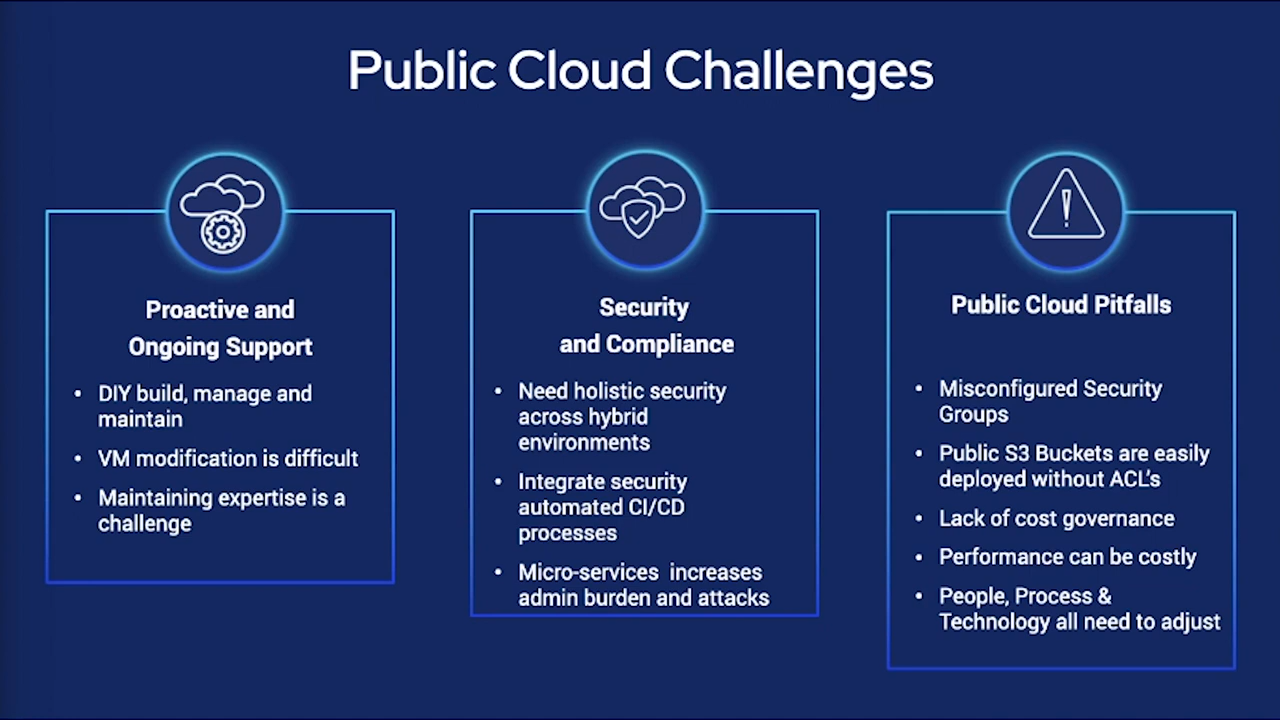 Public Cloud Challenges
Proactive and
Ongoing Support
• DIY build, manage and
maintain
• VM modification is difficult
• Maintaining expertise is a
challenge
Security
and Compliance
• Need holistic security
across hybrid
environments
• Integrate security
automated CI/CD
processes
• Micro-services increases
admin burden and attacks
Public Cloud Pitfalls
• Misconfigured Security
Groups
• Public S3 Buckets are easily
deployed without ACL's
• Lack of cost governance
• Performance can be costly
• People, Process &
Technology all need to adjust